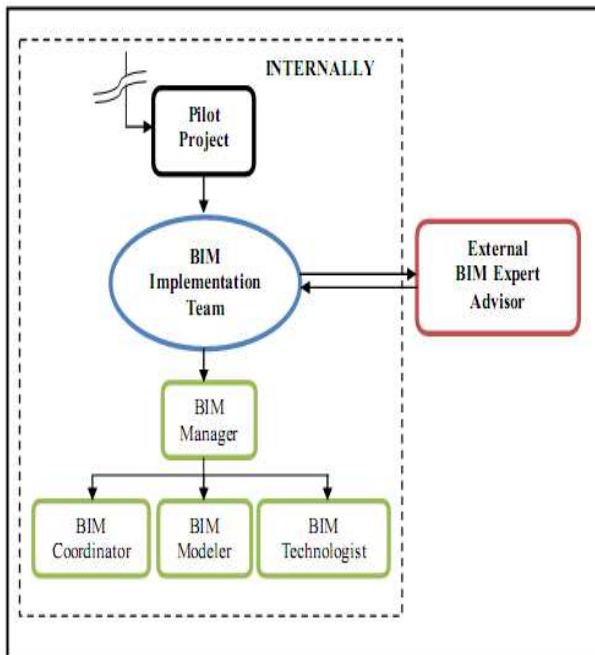 INTERNALLY
Pilot
Project
BIM
Implementation
Team
External
BIM Expert
Advisor
BIM
Manager
BIM
Coordinator
BIM
Modeler
BIM
Technologist